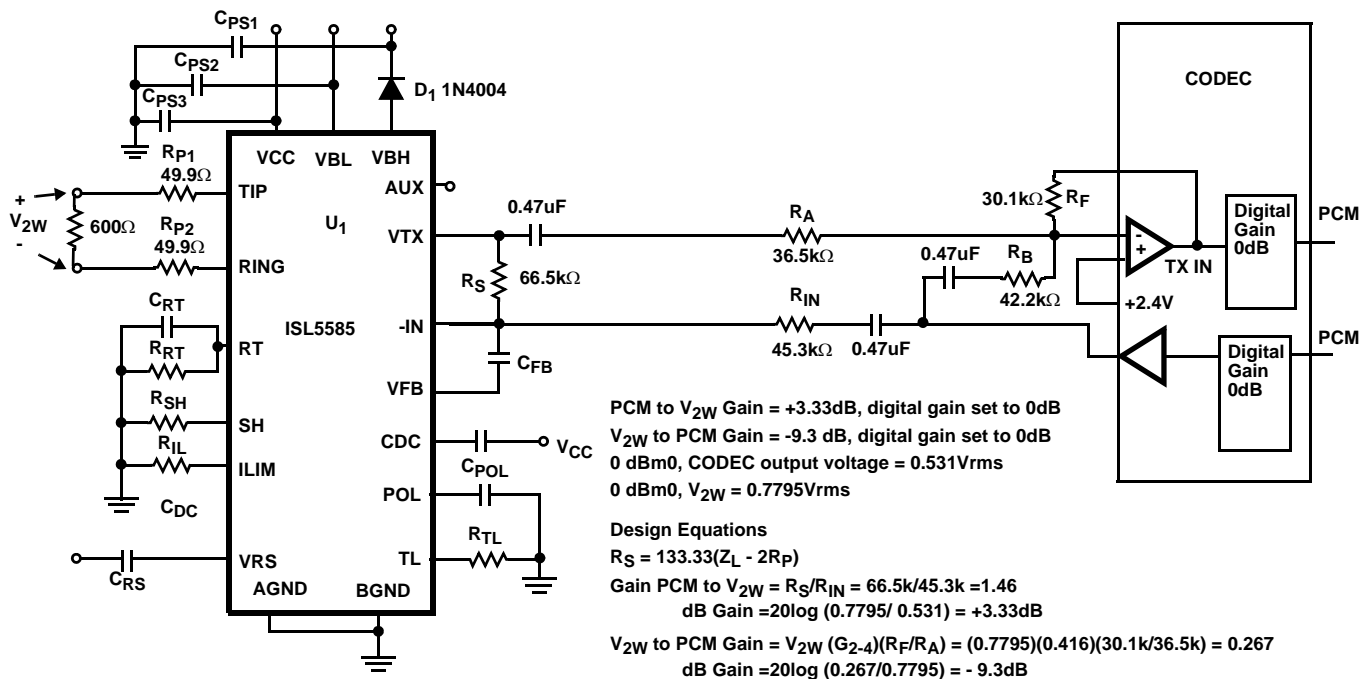 CPS1
CPS2
CPS3
D1 1N4004
CODEC
VCC
VBL
VBH
RP1
49.9Ω
TIP
AUX
+
V2W
-
600Ω
RP2
49.9Ω
RING
U1
VTX
0.47uF
RA
36.5kΩ
30.1kΩ
RF
-
+
TX IN
+2.4V
Digital
Gain
0dB
PCM
RS
66.5kΩ
0.47uF
RB
42.2kΩ
CRT
RRT
RT
ISL5585
-IN
RIN
45.3kΩ
0.47uF
Digital
Gain
0dB
PCM
CFB
VFB
RSH
SH
RIL
ILIM
CDC
VCC
CDC
CPOL
POL
RTL
TL
CRS
VRS
AGND
BGND
PCM to V2W Gain = +3.33dB, digital gain set to 0dB
V2W to PCM Gain = -9.3 dB, digital gain set to 0dB
0 dBm0, CODEC output voltage = 0.531Vrms
0 dBm0, V2W = 0.7795Vrms
Design Equations
RS = 133.33(ZL - 2RP)
Gain PCM to V2W = RS/RIN = 66.5k/45.3k =1.46
dB Gain =20log (0.7795/ 0.531) = +3.33dB
V2W to PCM Gain = V2W (G2-4)(RF/RA) = (0.7795)(0.416)(30.1k/36.5k) = 0.267
dB Gain =20log (0.267/0.7795) = - 9.3dB